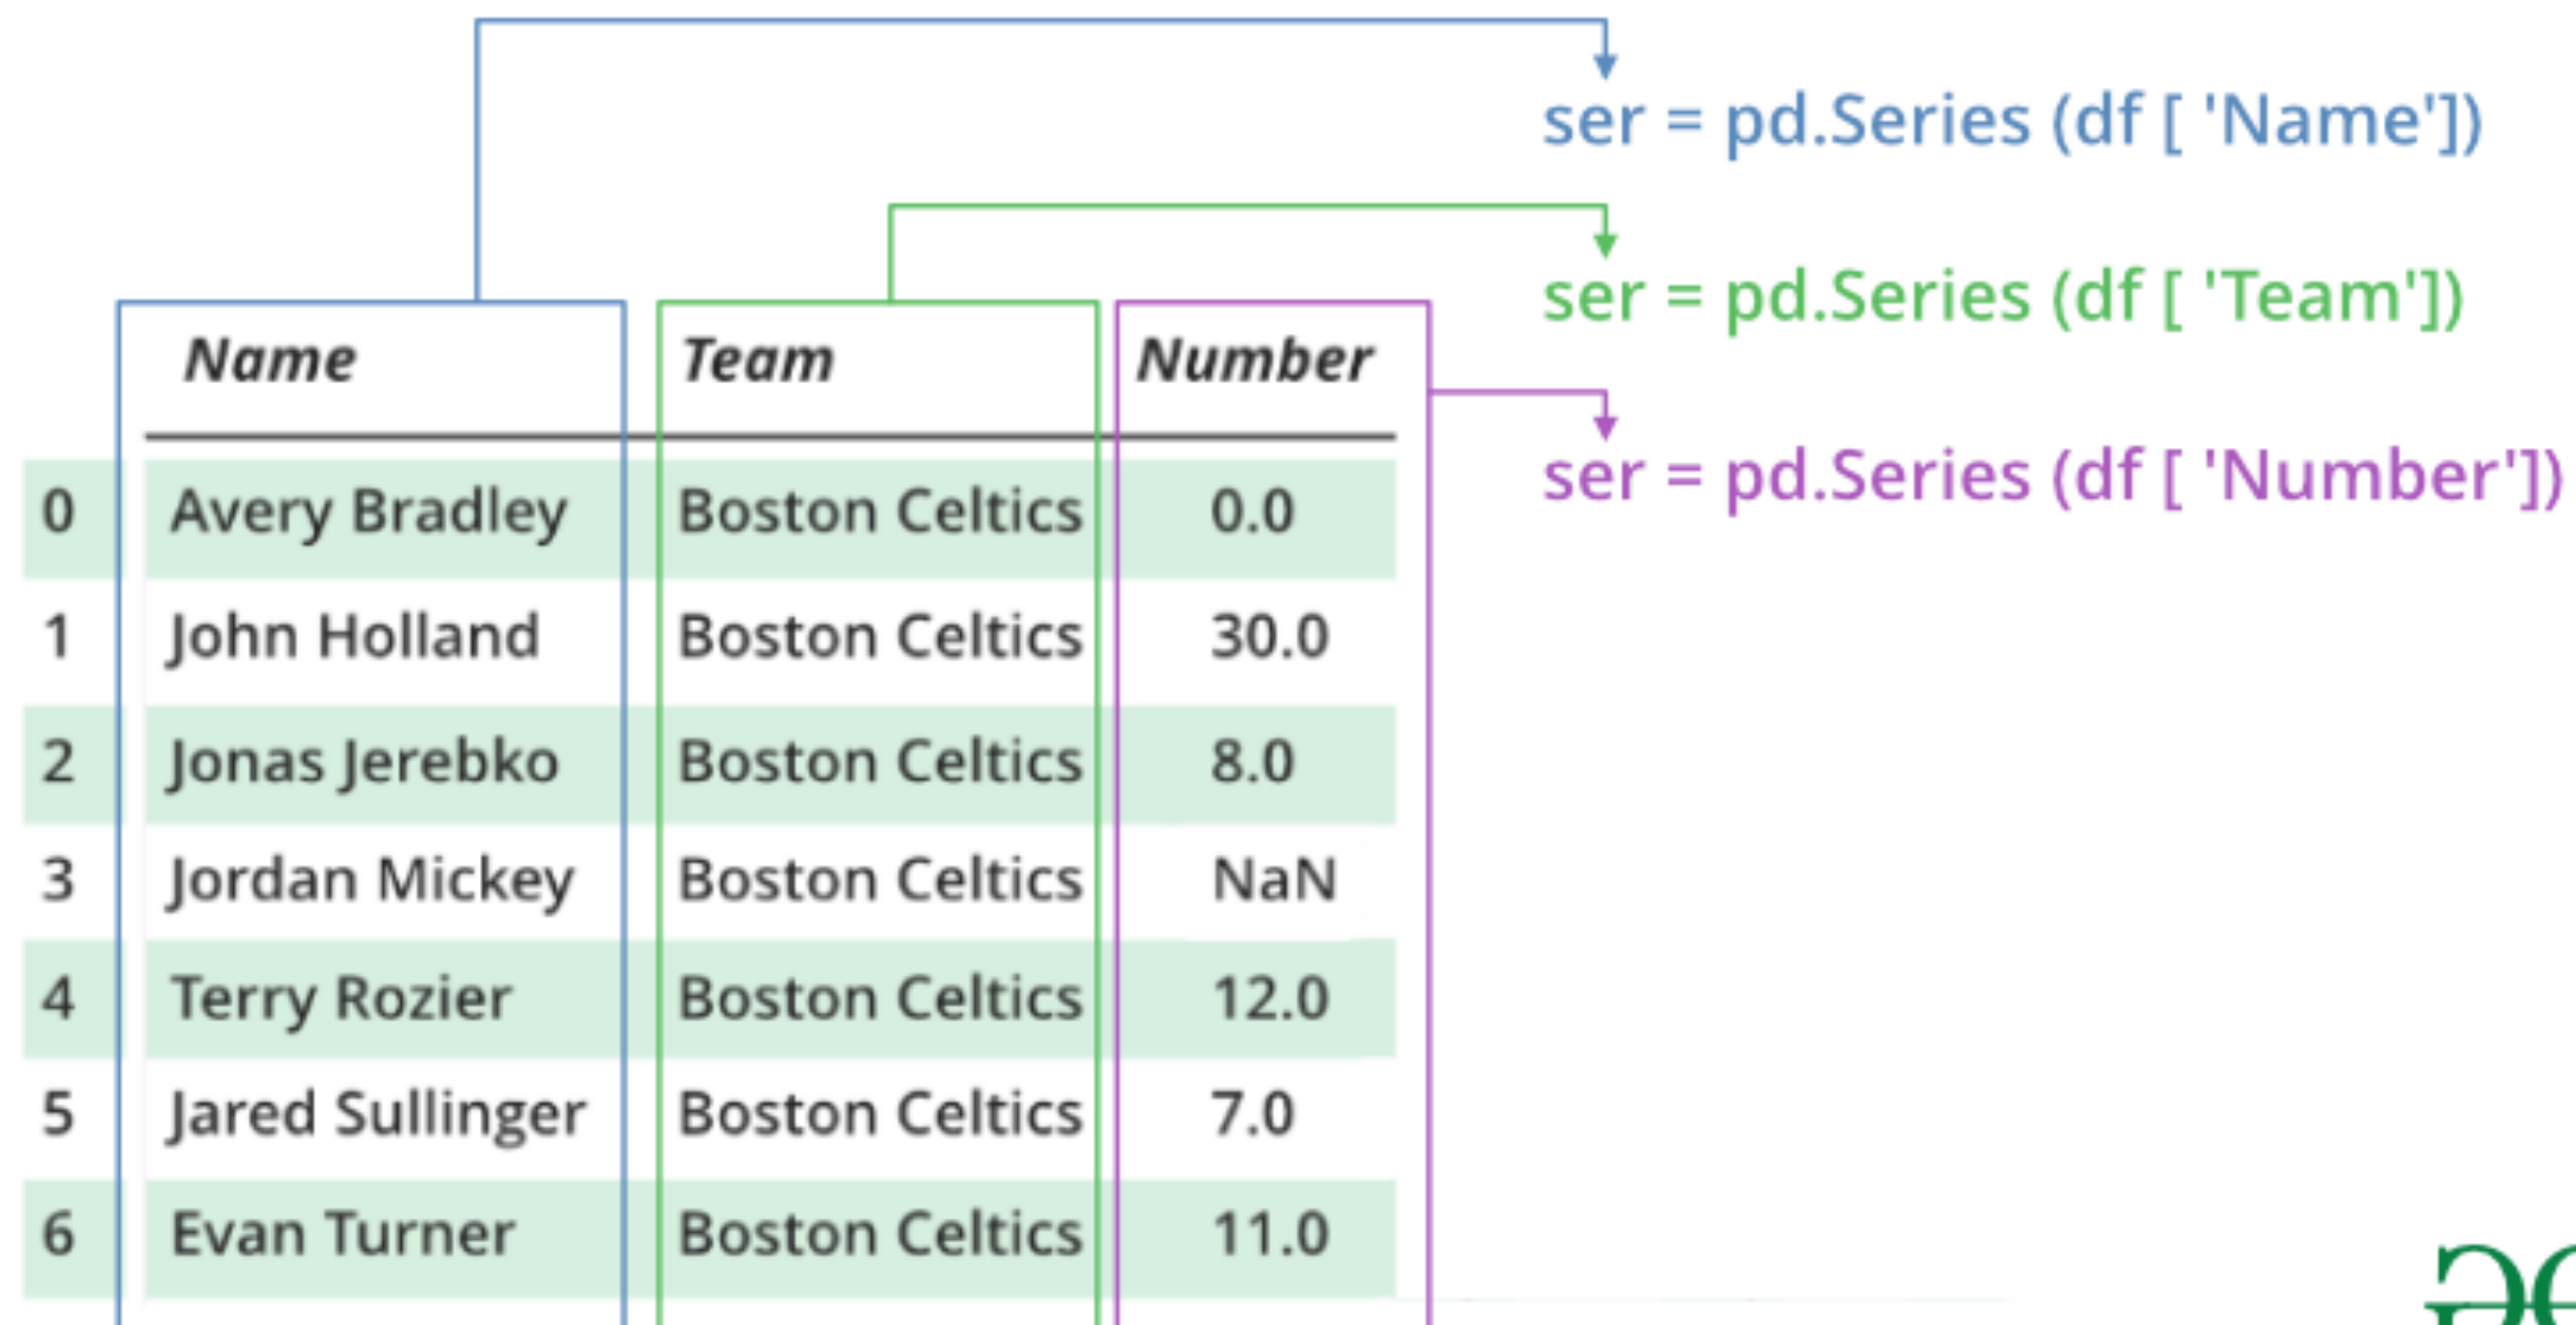 ser = pd.Series (df [ 'Name'])
ser = pd.Series (df [ 'Team'])
ser = pd.Series (df [ 'Number'])
Name Team Number
0 Avery Bradley Boston Celtics 0.0
1 John Holland Boston Celtics 30.0
2 Jonas Jerebko Boston Celtics 8.0
3 Jordan Mickey Boston Celtics NaN
4 Terry Rozier Boston Celtics 12.0
5 Jared Sullinger Boston Celtics 7.0
6 Evan Turner Boston Celtics 11.0